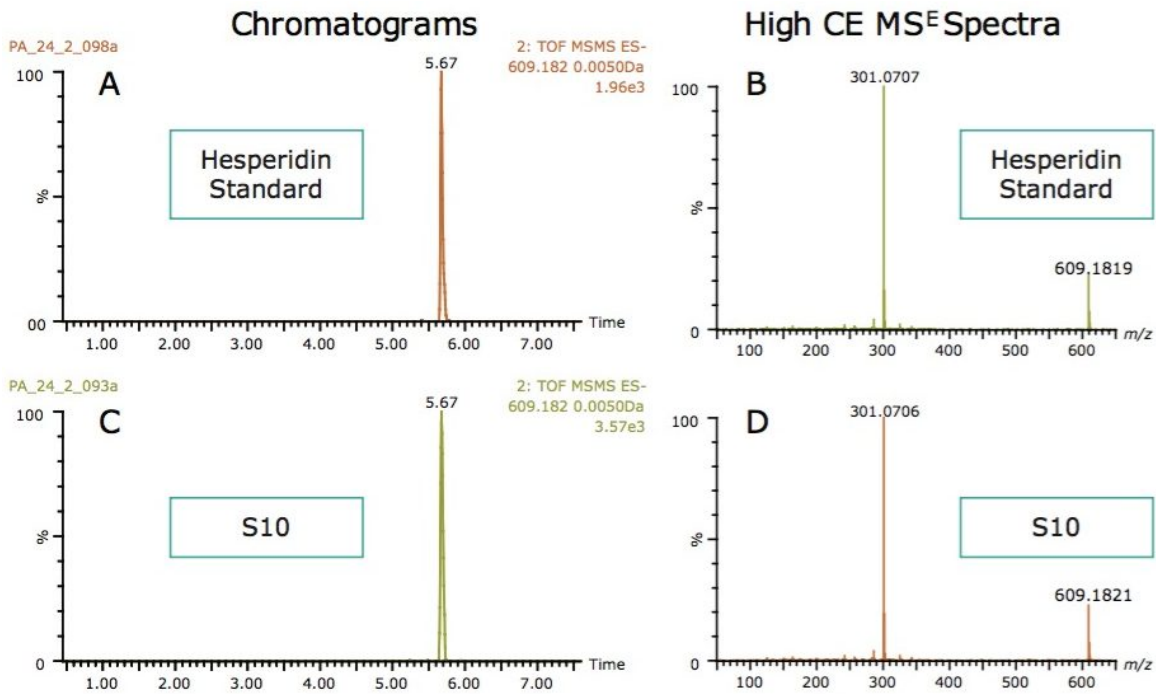 Chromatograms
High CE MSᴱ Spectra
PA_24_2_098a
2: TOF MSMS ES-
609.182 0.0050Da
1.96e3
A
5.67
100
%
00
Hesperidin
Standard
Time
1.00 2.00 3.00 4.00 5.00 6.00 7.00
B
301.0707
100
%
0
Hesperidin
Standard
609.1819
m/z
100 200 300 400 500 600
PA_24_2_093a
2: TOF MSMS ES-
609.182 0.0050Da
3.57e3
C
5.67
100
%
0
S10
Time
1.00 2.00 3.00 4.00 5.00 6.00 7.00
D
301.0706
100
%
0
S10
609.1821
m/z
100 200 300 400 500 600